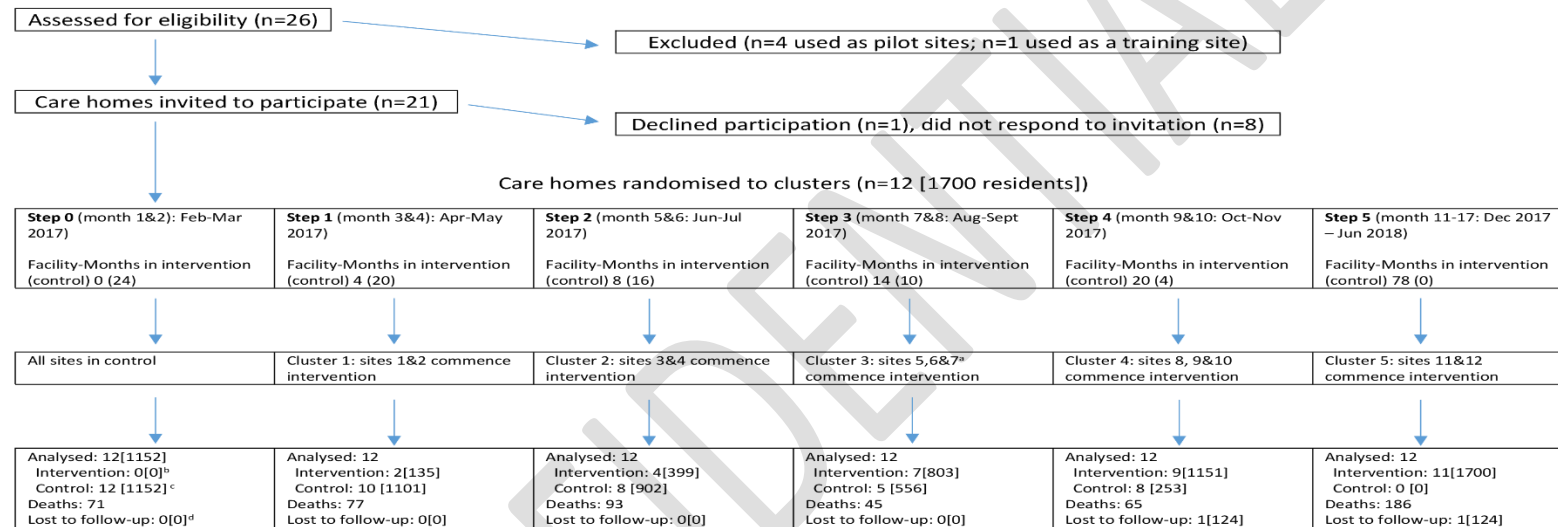 Assessed for eligibility (n=26)
Excluded (n=4 used as pilot sites; n=1 used as a training site)
Care homes invited to participate (n=21)
Declined participation (n=1), did not respond to invitation (n=8)
Care homes randomised to clusters (n=12 [1700 residents])
Step 0 (month 1&2): Feb-Mar
2017)
Facility-Months in intervention
(control) 0 (24)
Step 1 (month 3&4): Apr-May
2017)
Facility-Months in intervention
(control) 4 (20)
Step 2 (month 5&6: Jun-Jul
2017)
Facility-Months in intervention
(control) 8 (16)
Step 3 (month 7&8: Aug-Sept
2017)
Facility-Months in intervention
(control) 14 (10)
Step 4 (month 9&10: Oct-Nov
2017)
Facility-Months in intervention
(control) 20 (4)
Step 5 (month 11-17: Dec 2017
– Jun 2018)
Facility-Months in intervention
(control) 78 (0)
All sites in control
Cluster 1: sites 1&2 commence
intervention
Cluster 2: sites 3&4 commence
intervention
Cluster 3: sites 5,6&7ᵃ
commence intervention
Cluster 4: sites 8, 9&10
commence intervention
Cluster 5: sites 11&12
commence intervention
Analysed: 12[1152]
Intervention: 0[0]ᵇ
Control: 12 [1152]ᶜ
Deaths: 71
Lost to follow-up: 0[0]ᵈ
Analysed: 12
Intervention: 2[135]
Control: 10 [1101]
Deaths: 77
Lost to follow-up: 0[0]
Analysed: 12
Intervention: 4[399]
Control: 8 [902]
Deaths: 93
Lost to follow-up: 0[0]
Analysed: 12
Intervention: 7[803]
Control: 5 [556]
Deaths: 45
Lost to follow-up: 0[0]
Analysed: 12
Intervention: 9[1151]
Control: 8 [253]
Deaths: 65
Lost to follow-up: 1[124]
Analysed: 12
Intervention: 11[1700]
Control: 0 [0]
Deaths: 186
Lost to follow-up: 1[124]
FIDENTIAL